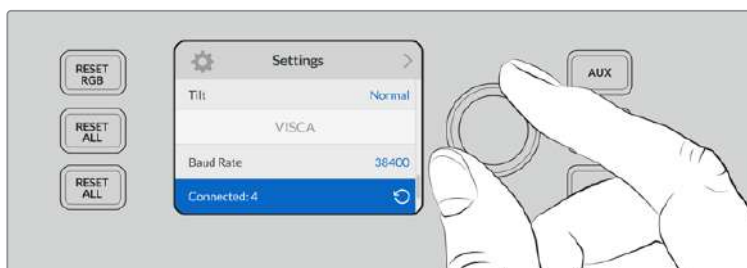 RESET
RGB
Settings
AUX
Tilt
Normal
VISCA
RESET
ALL
Baud Rate
38400
RESET
ALL
Connected: 4